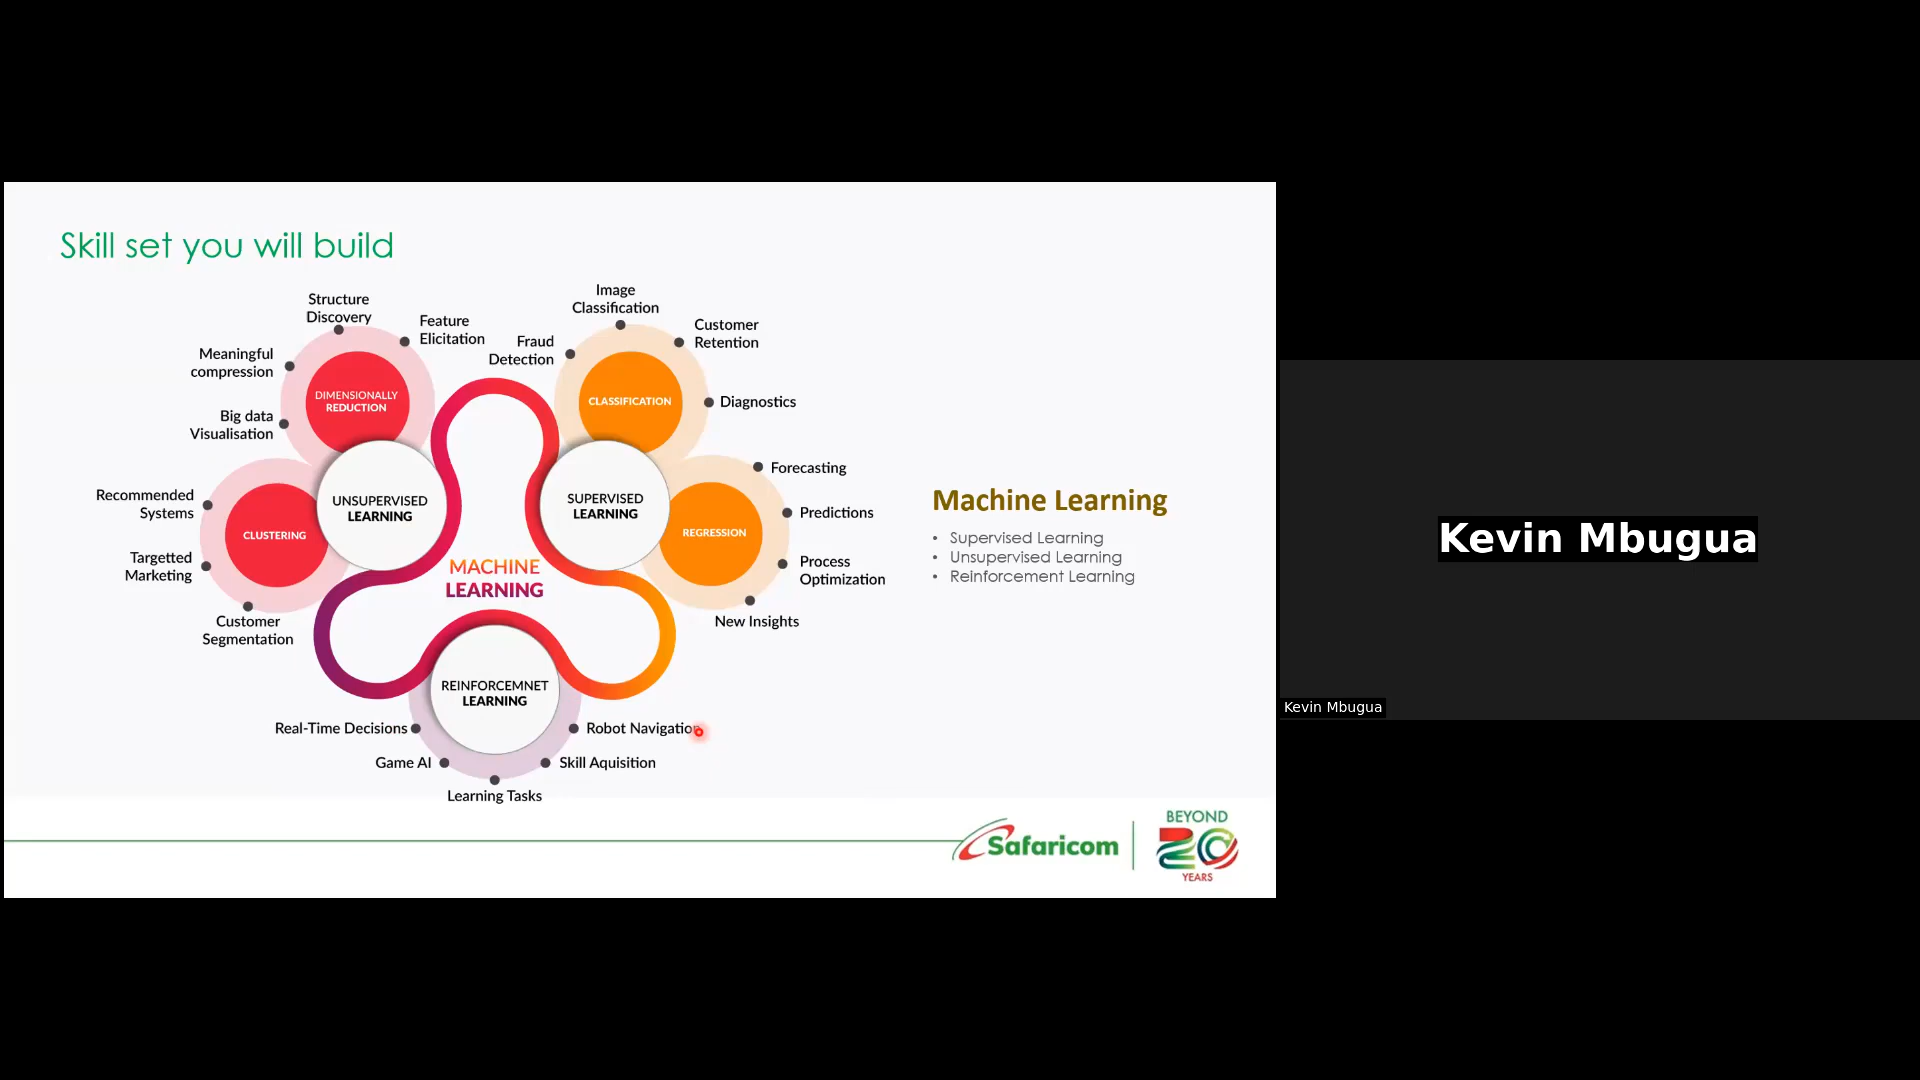 Skill set you will build
Structure
Discovery
Feature
Elicitation
Meaningful
compression
Big data
Visualisation
DIMENSIONALLY
REDUCTION
Recommended
Systems
Targetted
Marketing
Customer
Segmentation
CLUSTERING
UNSUPERVISED
LEARNING
Image
Classification
Fraud
Detection
Customer
Retention
Diagnostics
CLASSIFICATION
SUPERVISED
LEARNING
Forecasting
Predictions
Process
Optimization
New Insights
REGRESSION
MACHINE
LEARNING
REINFORCEMNET
LEARNING
Real-Time Decisions
Game AI
Learning Tasks
Skill Aquisition
Robot Navigation
Machine Learning
• Supervised Learning
• Unsupervised Learning
• Reinforcement Learning
Safaricom
BEYOND
20
YEARS
Kevin Mbugua
Kevin Mbugua